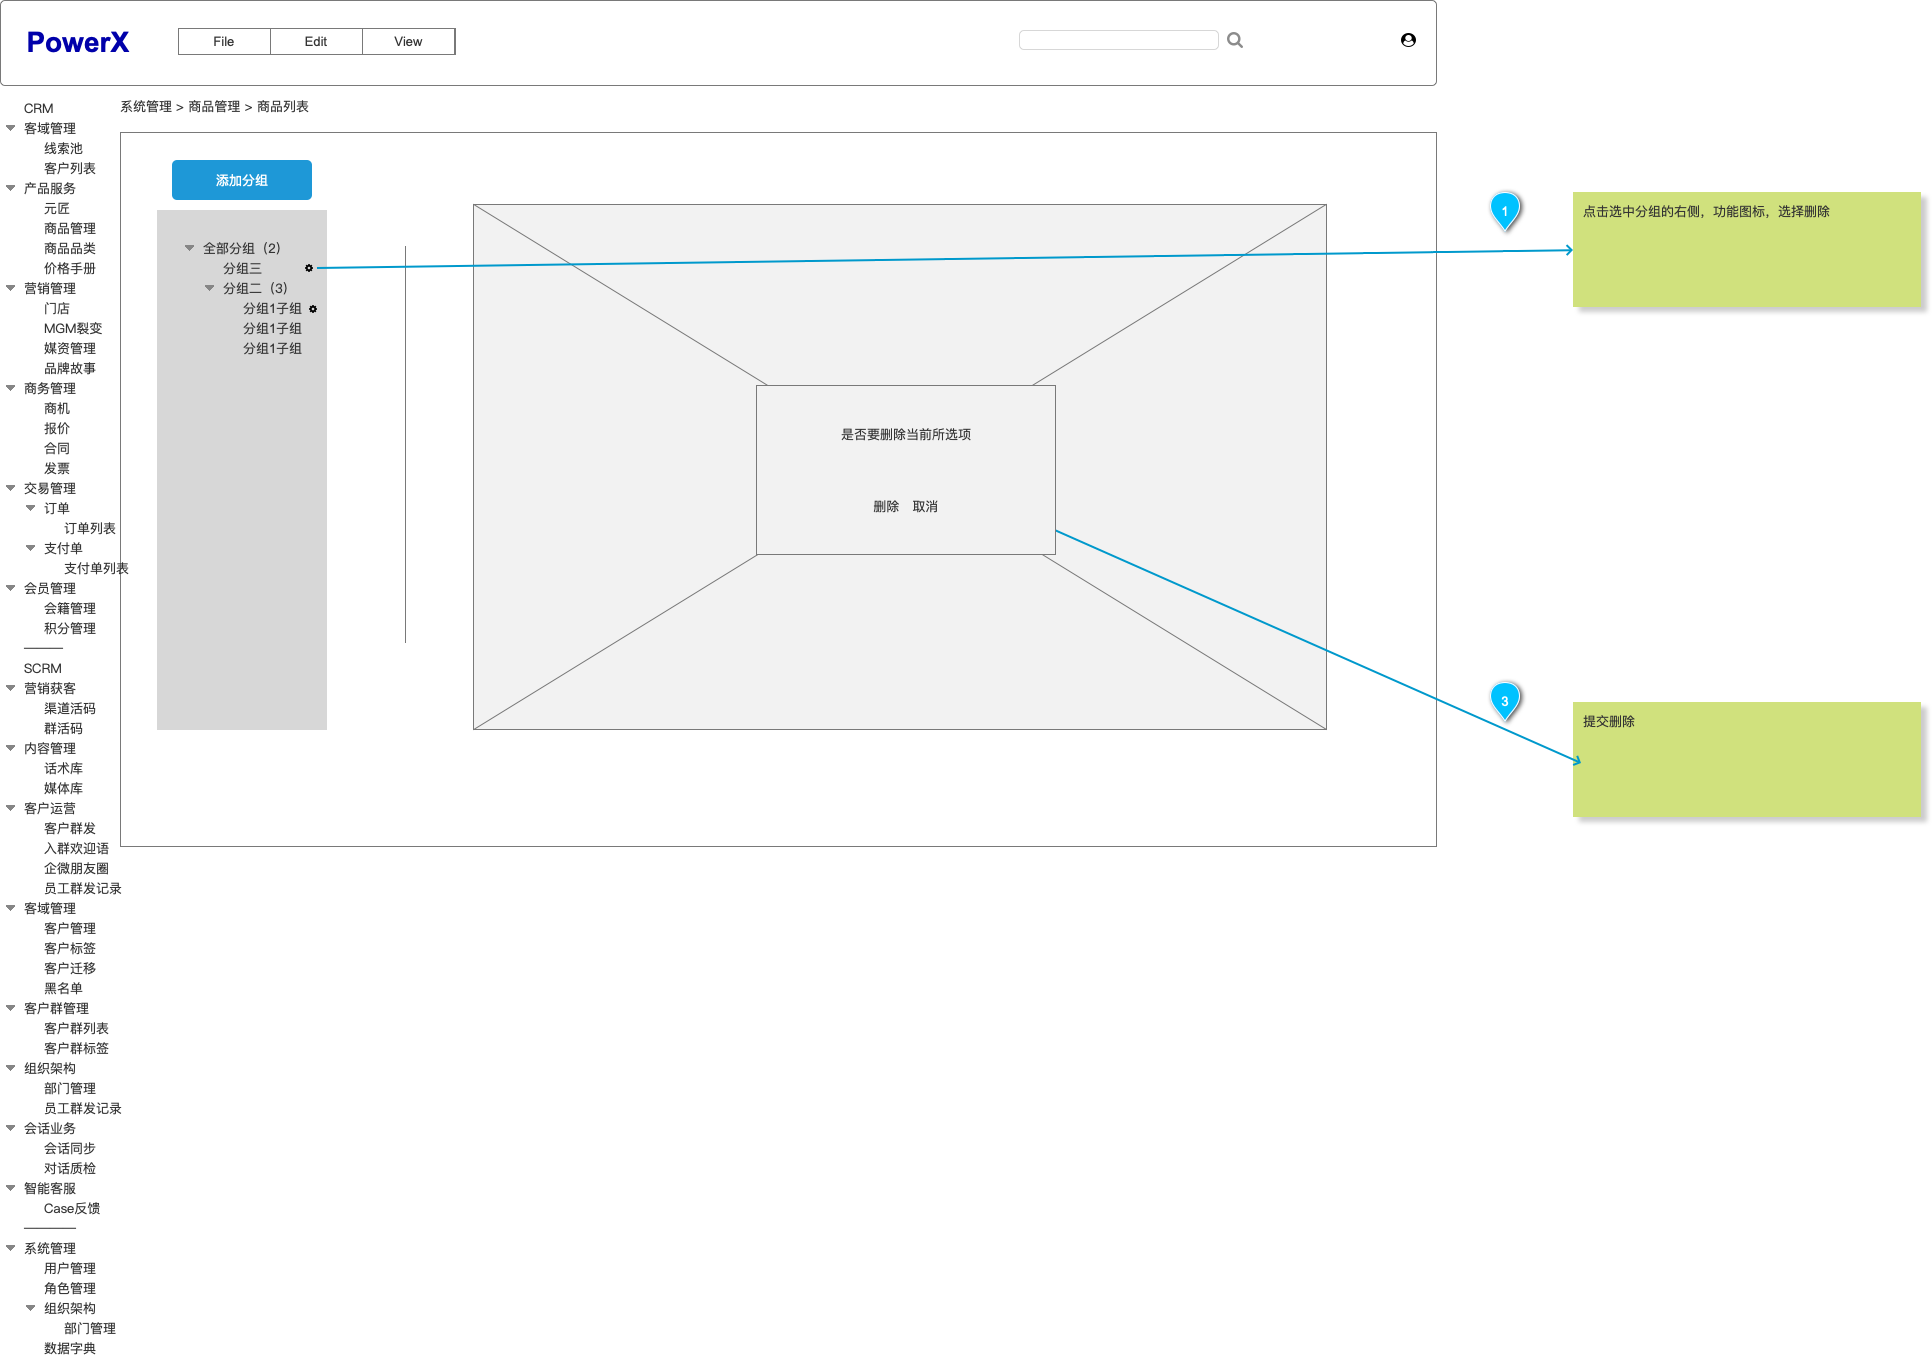 PowerX
File
Edit
View
CRM
客域管理
线索池
客户列表
产品服务
元匠
商品管理
商品品类
价格手册
营销管理
门店
MGM裂变
媒资管理
品牌故事
商务管理
商机
报价
合同
发票
交易管理
订单
订单列表
支付单
支付单列表
会员管理
会籍管理
积分管理
———
SCRM
营销获客
渠道活码
群活码
内容管理
话术库
媒体库
客户运营
客户群发
入群欢迎语
企微朋友圈
员工群发记录
客域管理
客户管理
客户标签
客户迁移
黑名单
客户群管理
客户群列表
客户群标签
组织架构
部门管理
员工群发记录
会话业务
会话同步
对话质检
智能客服
Case反馈
————
系统管理
用户管理
角色管理
组织架构
部门管理
数据字典
系统管理 > 商品管理 > 商品列表
添加分组
全部分组（2）
分组三
分组二（3）
分组1子组
分组1子组
分组1子组
是否要删除当前所选项
删除 取消
1
点击选中分组的右侧，功能图标，选择删除
3
提交删除